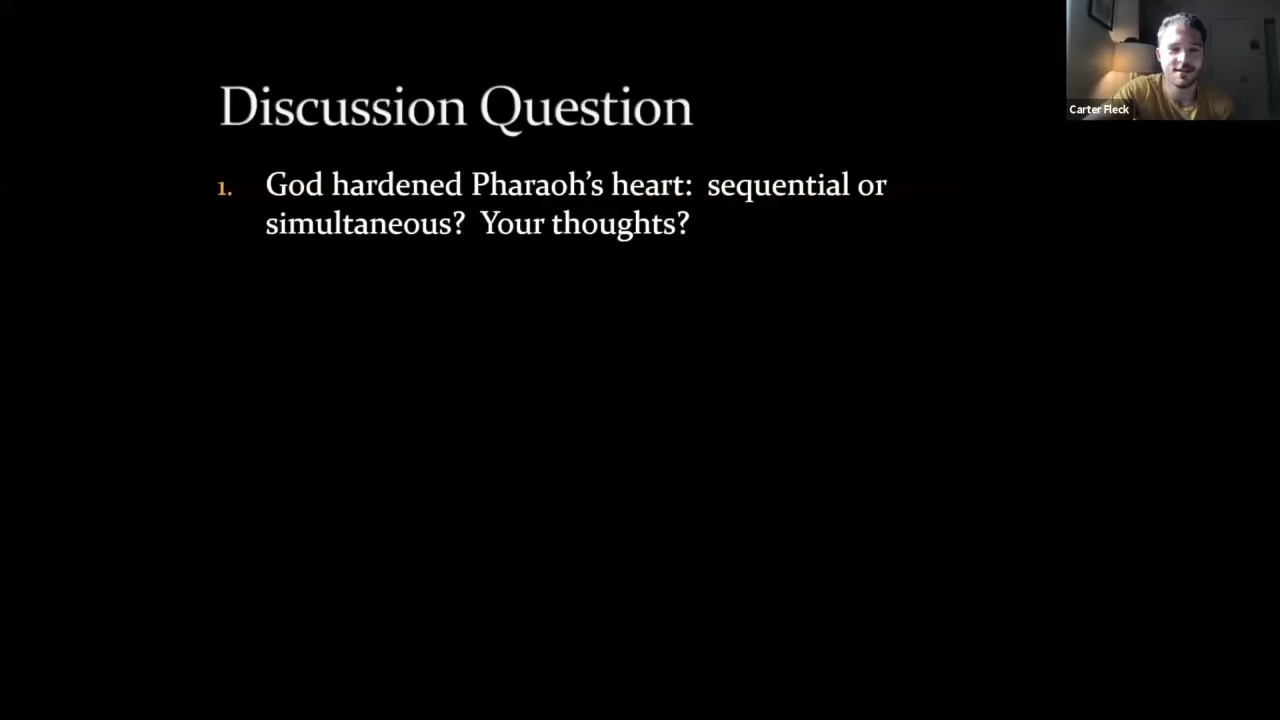 Discussion Question
1. God hardened Pharaoh’s heart:  sequential or
simultaneous?  Your thoughts?
Carter Fleck